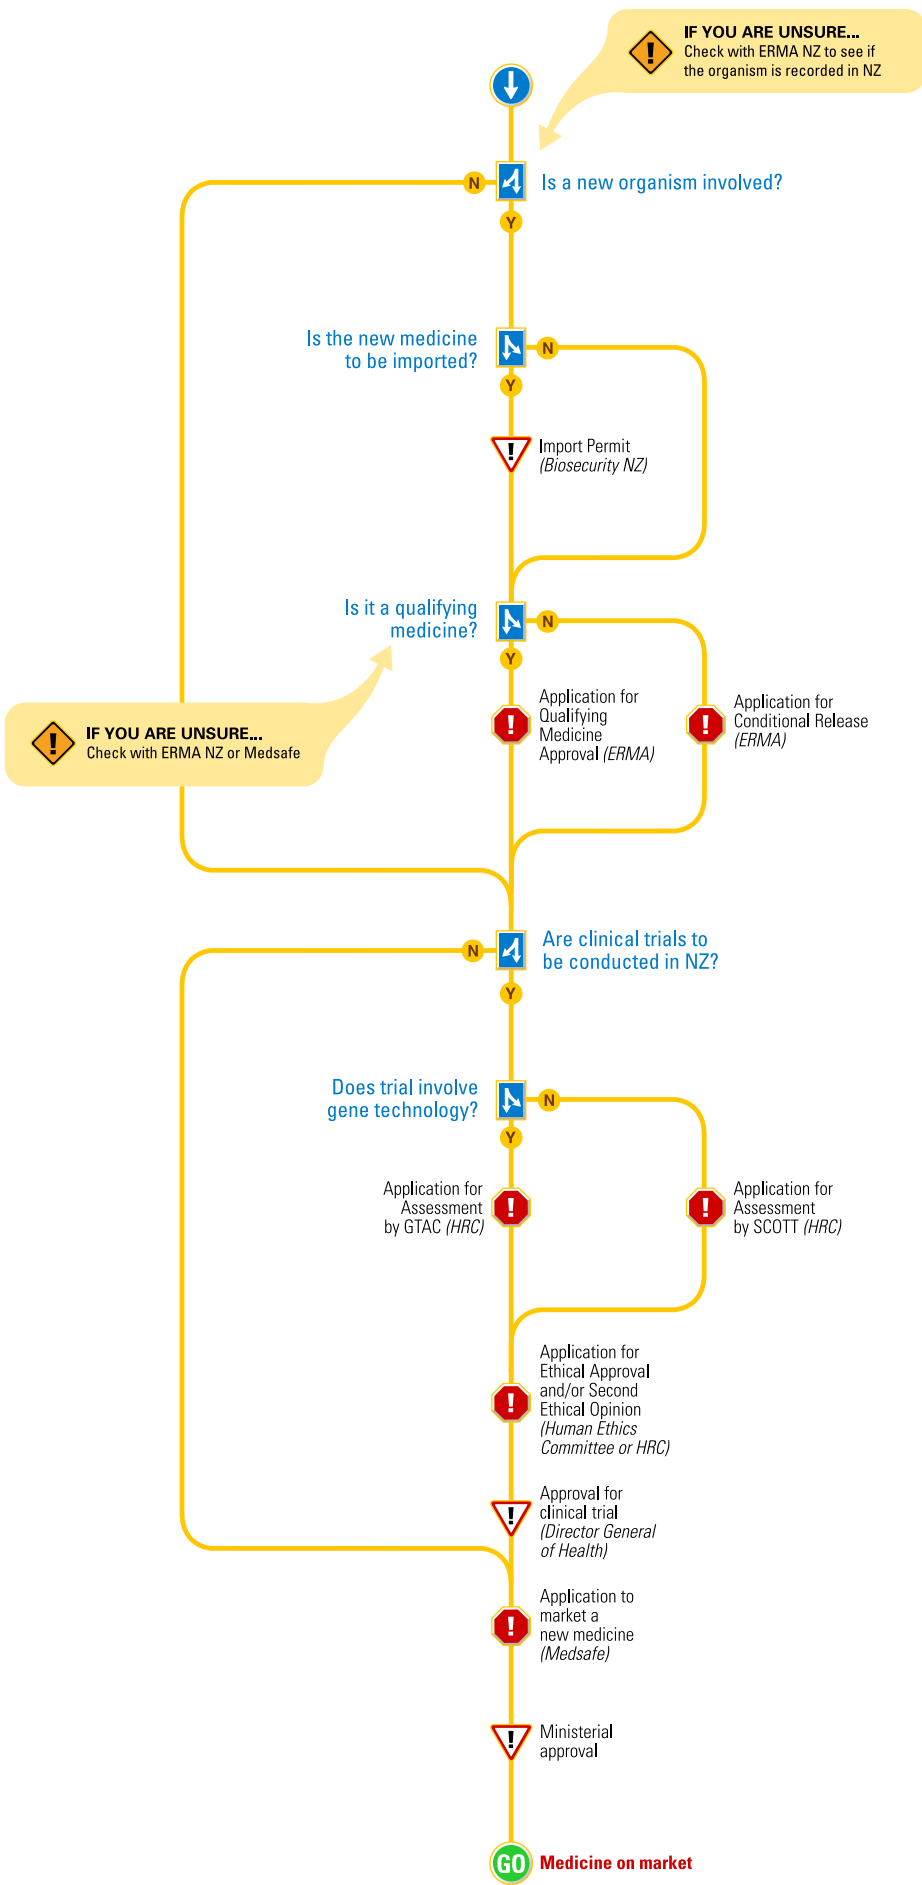 IF YOU ARE UNSURE...
Check with ERMA NZ to see if
the organism is recorded in NZ
N
Is a new organism involved?
Y
Is the new medicine
to be imported?
N
Y
Import Permit
(Biosecurity NZ)
Is it a qualifying
medicine?
N
Y
Application for
Qualifying
Medicine
Approval (ERMA)
Application for
Conditional Release
(ERMA)
IF YOU ARE UNSURE...
Check with ERMA NZ or Medsafe
N
Are clinical trials to
be conducted in NZ?
Y
Does trial involve
gene technology?
N
Y
Application for
Assessment
by GTAC (HRC)
Application for
Assessment
by SCOTT (HRC)
Application for
Ethical Approval
and/or Second
Ethical Opinion
(Human Ethics
Committee or HRC)
Approval for
clinical trial
(Director General
of Health)
Application to
market a
new medicine
(Medsafe)
Ministerial
approval
GO
Medicine on market